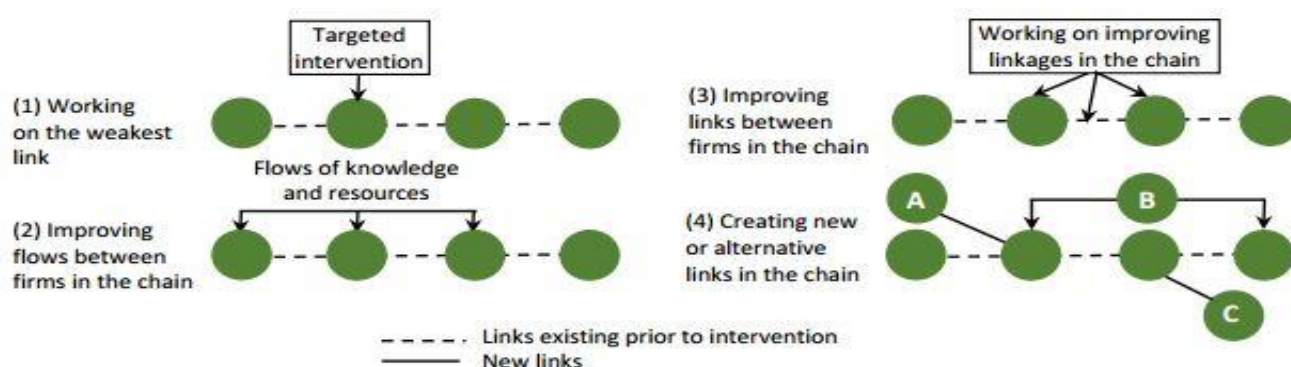 Targeted
intervention
(1) Working
on the weakest
link
Flows of knowledge
and resources
(2) Improving
flows between
firms in the chain
Working on improving
linkages in the chain
(3) Improving
links between
firms in the chain
A
B
(4) Creating new
or alternative
links in the chain
C
Links existing prior to intervention
New links